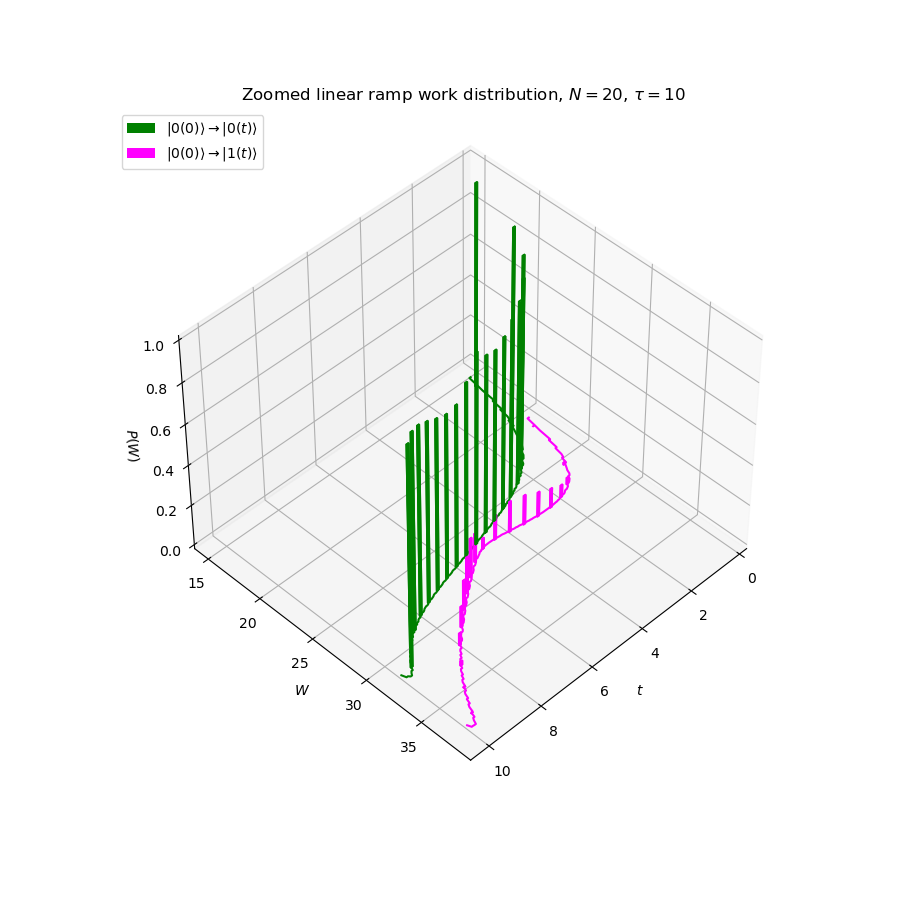 Zoomed linear ramp work distribution, N = 20, τ = 10
|0(0)⟩ → |0(t)⟩
|0(0)⟩ → |1(t)⟩
P(W)
1.0
0.8
0.6
0.4
0.2
0.0
15
20
25
30
35
W
0
2
4
6
8
10
t